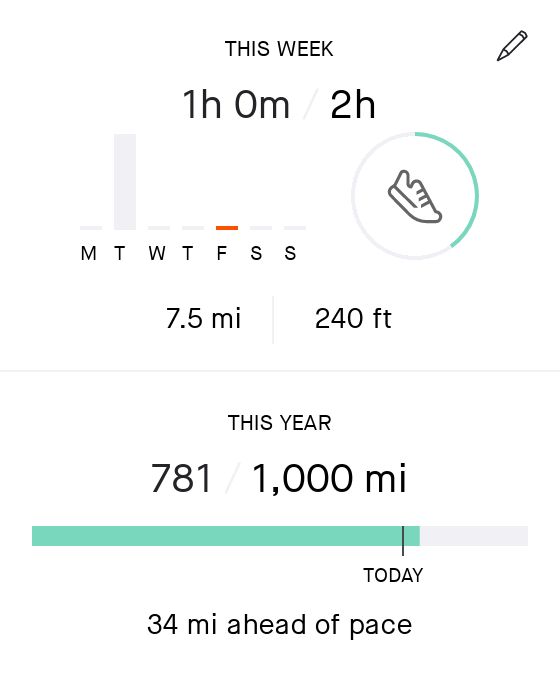 THIS WEEK
1h 0m / 2h
M T W T F S S
7.5 mi 240 ft
THIS YEAR
781 / 1,000 mi
TODAY
34 mi ahead of pace